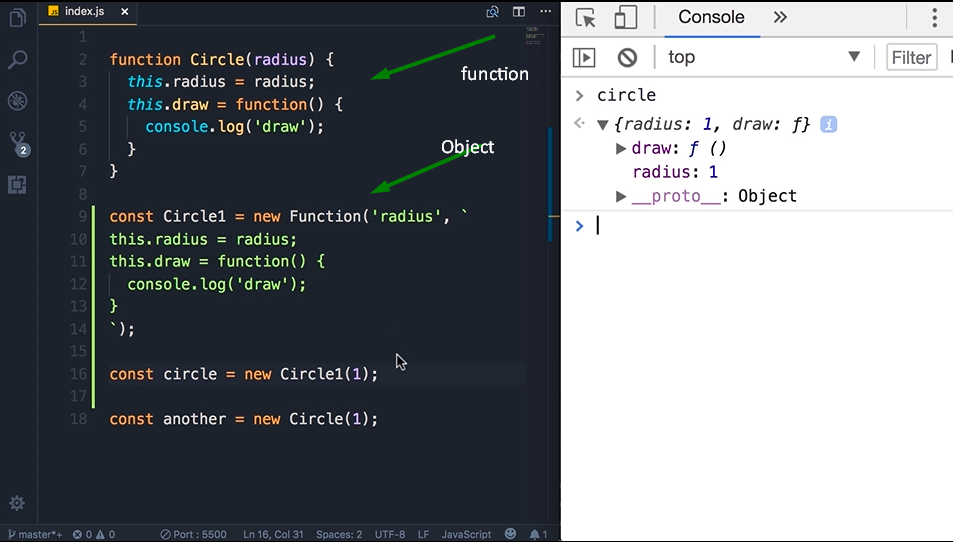 index.js ×
1
2 function Circle(radius) {
3 this.radius = radius;
4 this.draw = function() {
5 console.log('draw');
6 }
7 }
8
9 const Circle1 = new Function('radius', `
10 this.radius = radius;
11 this.draw = function() {
12 console.log('draw');
13 }
14 `);
15
16 const circle = new Circle1(1);
17
18 const another = new Circle(1);
function
Object
2
master*+ 0 0 Port : 5500 Ln 16, Col 31 Spaces: 2 UTF-8 LF JavaScript 1
Console »
top ▼ Filter
> circle
▼ {radius: 1, draw: ƒ} i
▶ draw: ƒ ()
radius: 1
▶ __proto__: Object
>